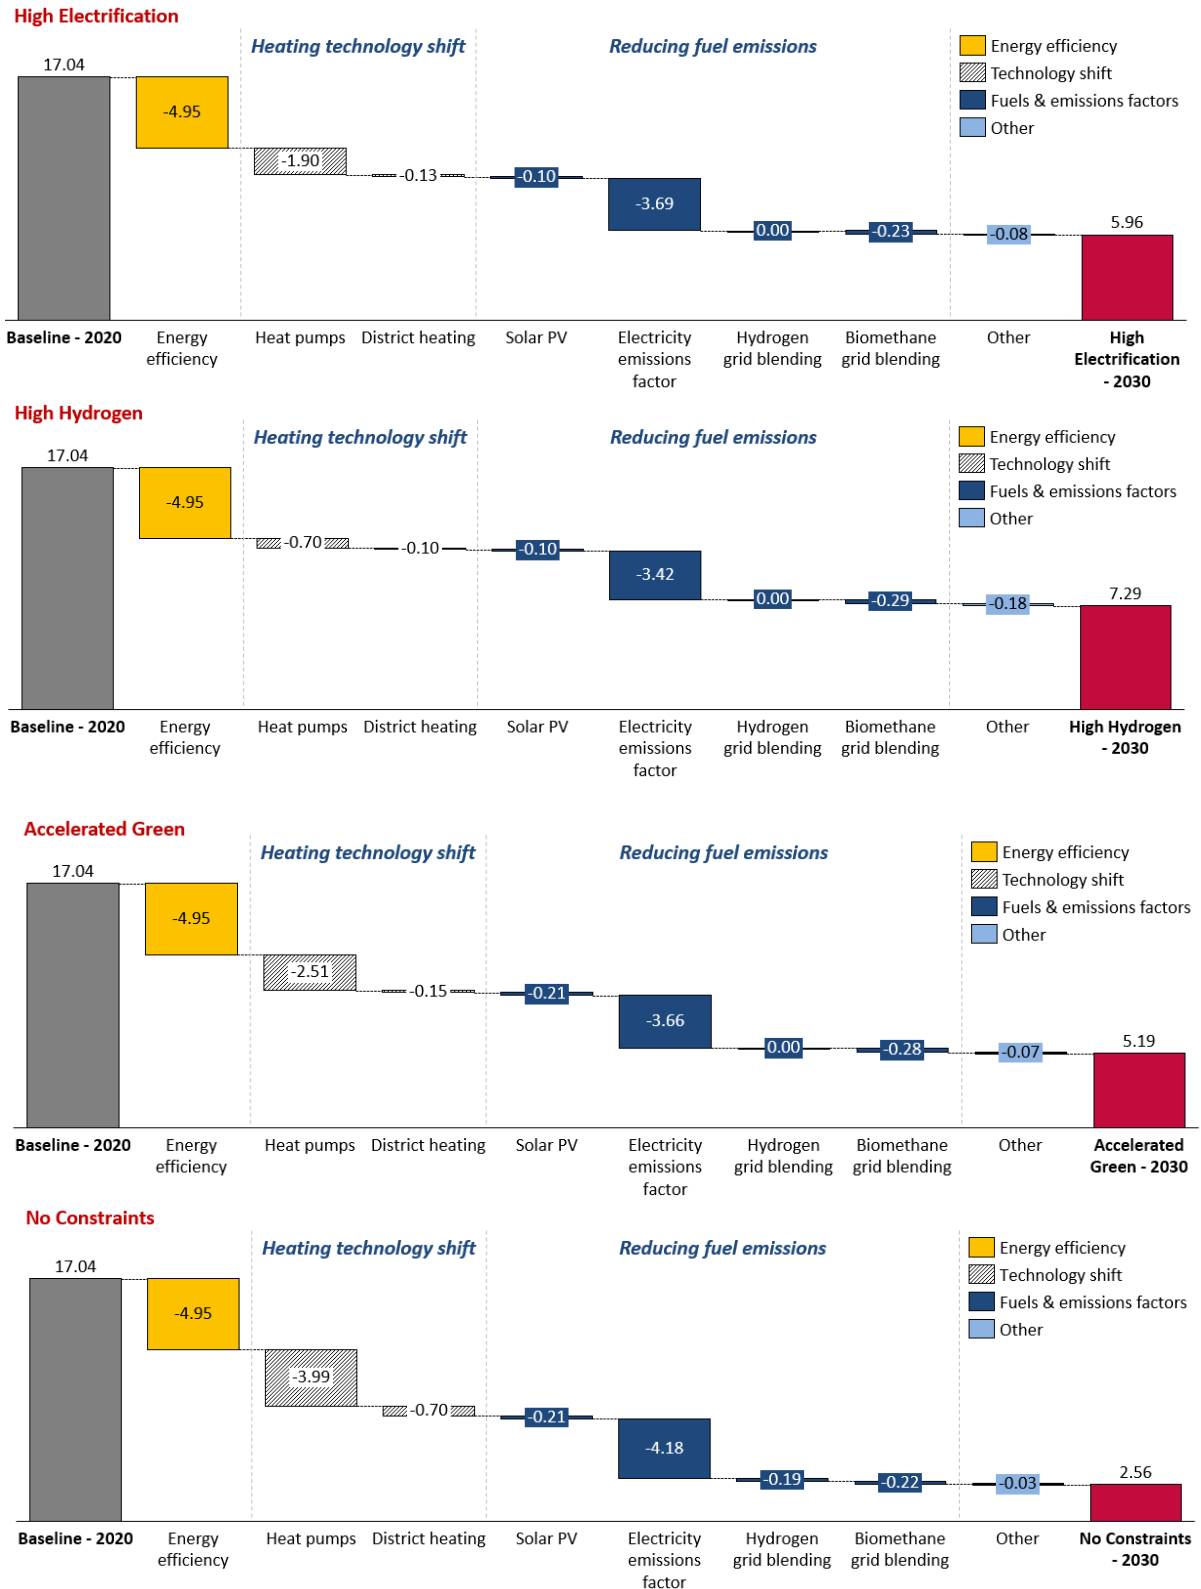 High Electrification
Heating technology shift
Reducing fuel emissions
Energy efficiency
Technology shift
Fuels & emissions factors
Other
17.04
-4.95
-1.90
-0.13
-0.10
-3.69
0.00
-0.23
-0.08
5.96
Baseline - 2020
Energy
efficiency
Heat pumps
District heating
Solar PV
Electricity
emissions
factor
Hydrogen
grid blending
Biomethane
grid blending
Other
High
Electrification
- 2030
High Hydrogen
Heating technology shift
Reducing fuel emissions
Energy efficiency
Technology shift
Fuels & emissions factors
Other
17.04
-4.95
-0.70
-0.10
-0.10
-3.42
0.00
-0.29
-0.18
7.29
Baseline - 2020
Energy
efficiency
Heat pumps
District heating
Solar PV
Electricity
emissions
factor
Hydrogen
grid blending
Biomethane
grid blending
Other
High Hydrogen
- 2030
Accelerated Green
Heating technology shift
Reducing fuel emissions
Energy efficiency
Technology shift
Fuels & emissions factors
Other
17.04
-4.95
-2.51
-0.15
-0.21
-3.66
0.00
-0.28
-0.07
5.19
Baseline - 2020
Energy
efficiency
Heat pumps
District heating
Solar PV
Electricity
emissions
factor
Hydrogen
grid blending
Biomethane
grid blending
Other
Accelerated
Green - 2030
No Constraints
Heating technology shift
Reducing fuel emissions
Energy efficiency
Technology shift
Fuels & emissions factors
Other
17.04
-4.95
-3.99
-0.70
-0.21
-4.18
-0.19
-0.22
-0.03
2.56
Baseline - 2020
Energy
efficiency
Heat pumps
District heating
Solar PV
Electricity
emissions
factor
Hydrogen
grid blending
Biomethane
grid blending
Other
No Constraints
- 2030